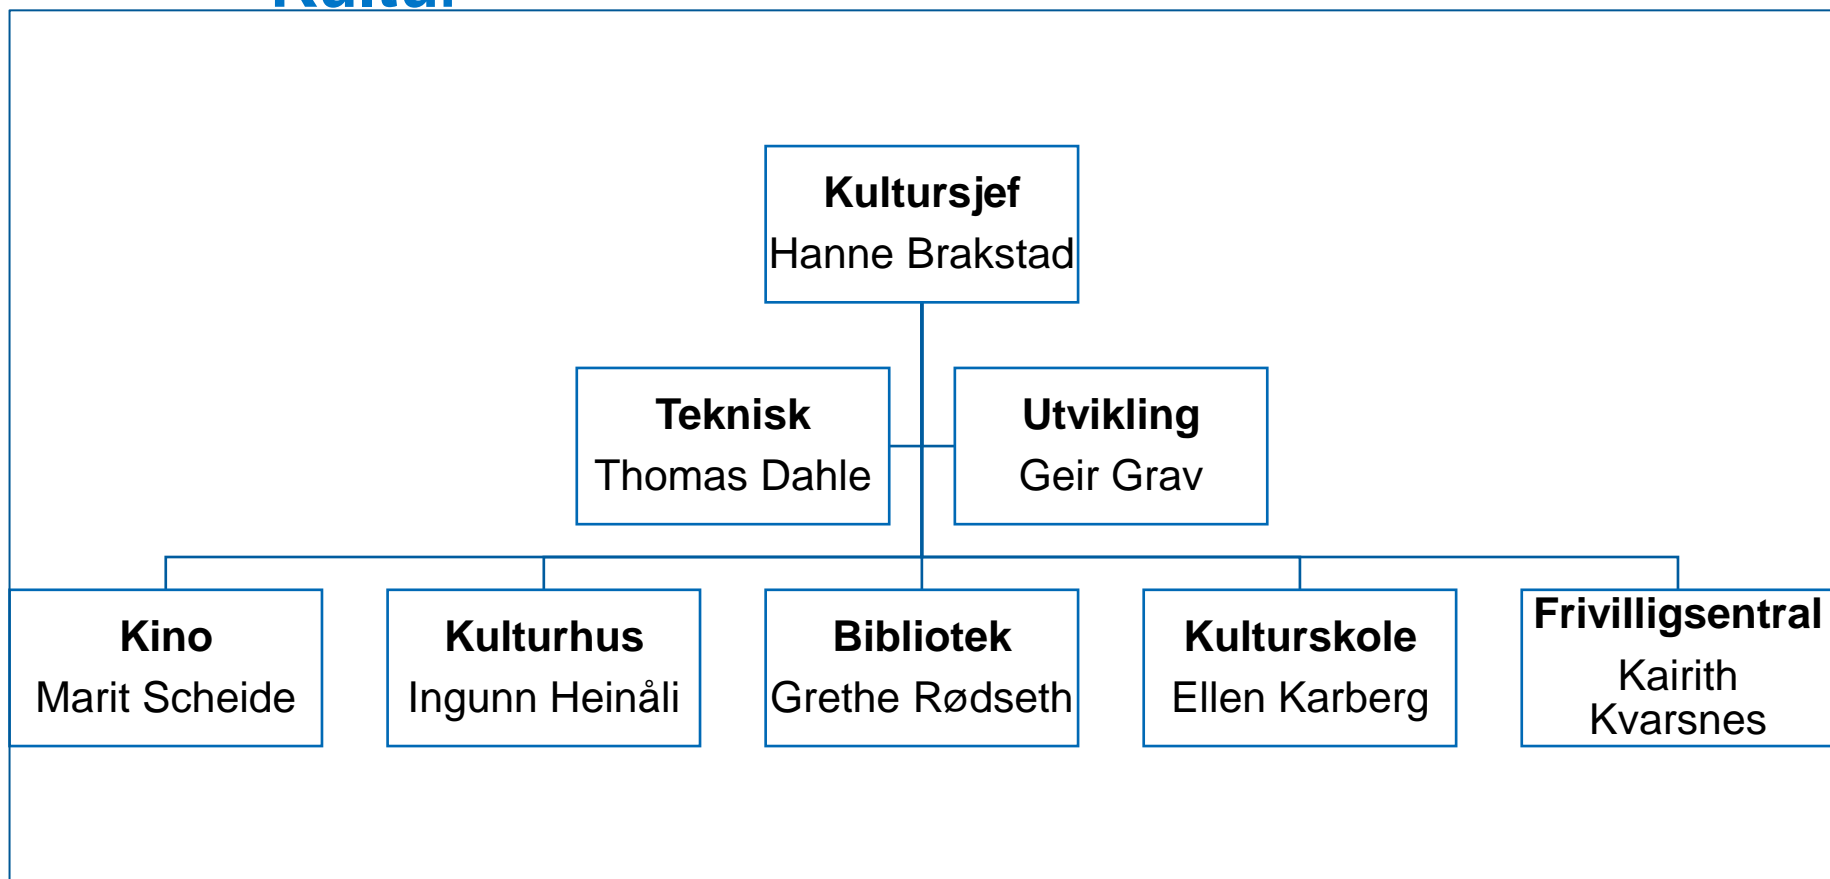 Kultur
Kultursjef
Hanne Brakstad
Teknisk
Thomas Dahle
Utvikling
Geir Grav
Kino
Marit Scheide
Kulturhus
Ingunn Heinåli
Bibliotek
Grethe Rødseth
Kulturskole
Ellen Karberg
Frivilligsentral
Kairith
Kvarsnes